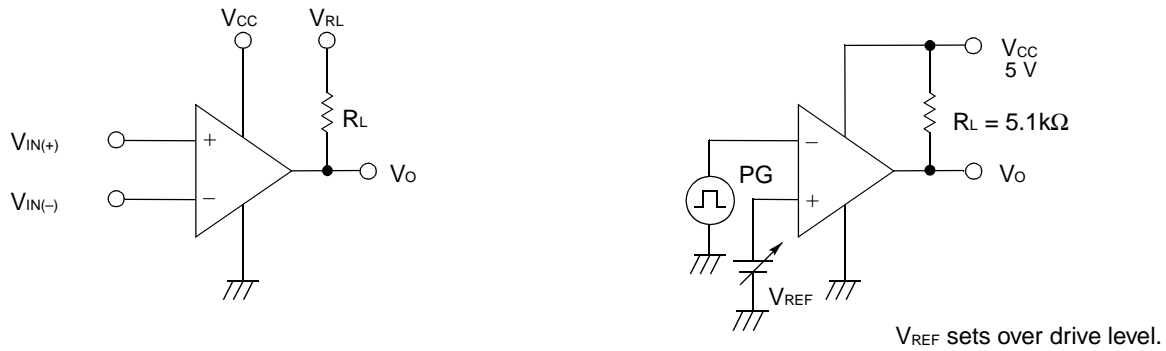 VCC VRL
RL
VIN(+)
+
VIN(−)
−
VO
VCC
5 V
RL = 5.1kΩ
PG
−
+
VO
VREF
VREF sets over drive level.